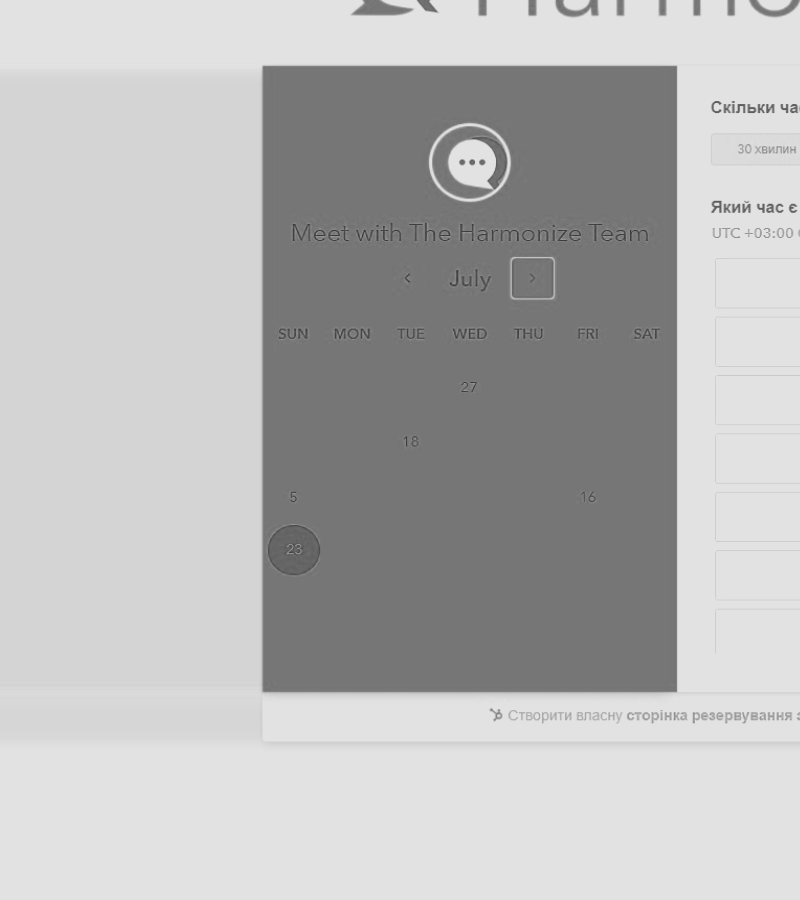 Harmo
Meet with The Harmonize Team
July
SUN MON TUE WED THU FRI SAT
27
18
5 16
23
Скільки ча
30 хвилин
Який час є
UTC +03:00
Створити власну сторінка резервування з